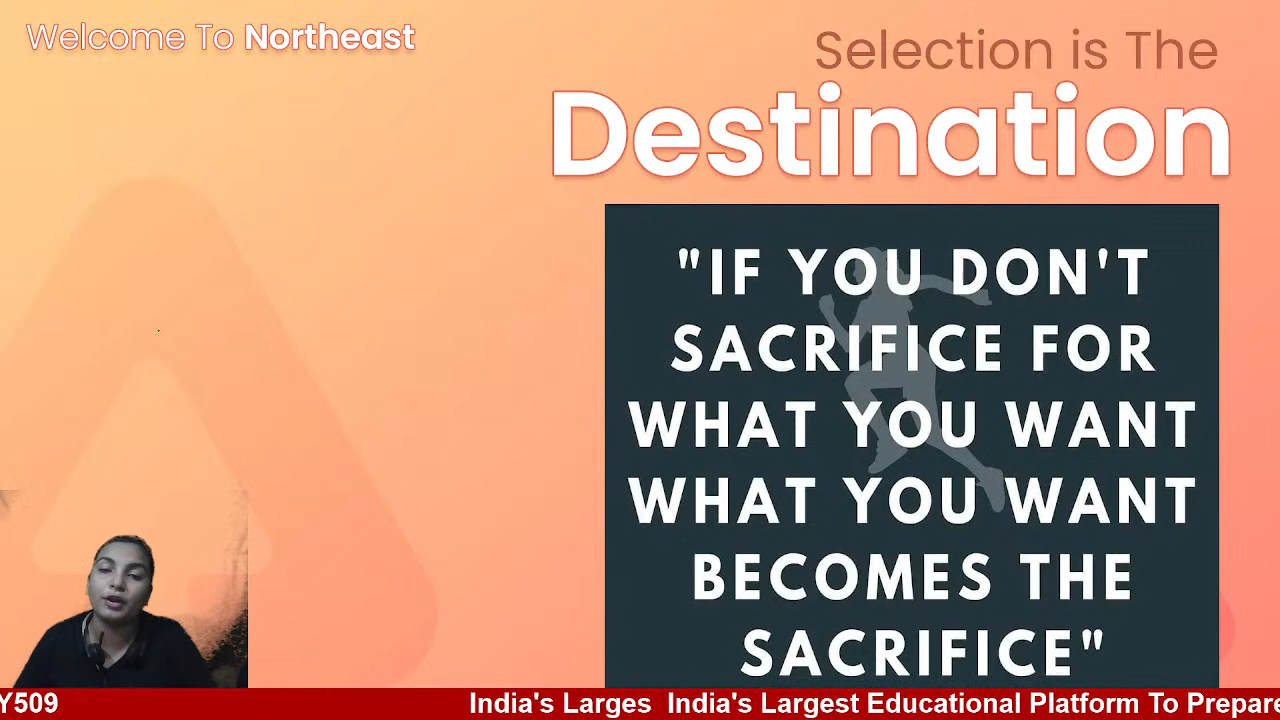 Welcome To Northeast
Selection is The
Destination
"IF YOU DON'T
SACRIFICE FOR
WHAT YOU WANT
WHAT YOU WANT
BECOMES THE
SACRIFICE"
Y509 India's Larges India's Largest Educational Platform To Prepare